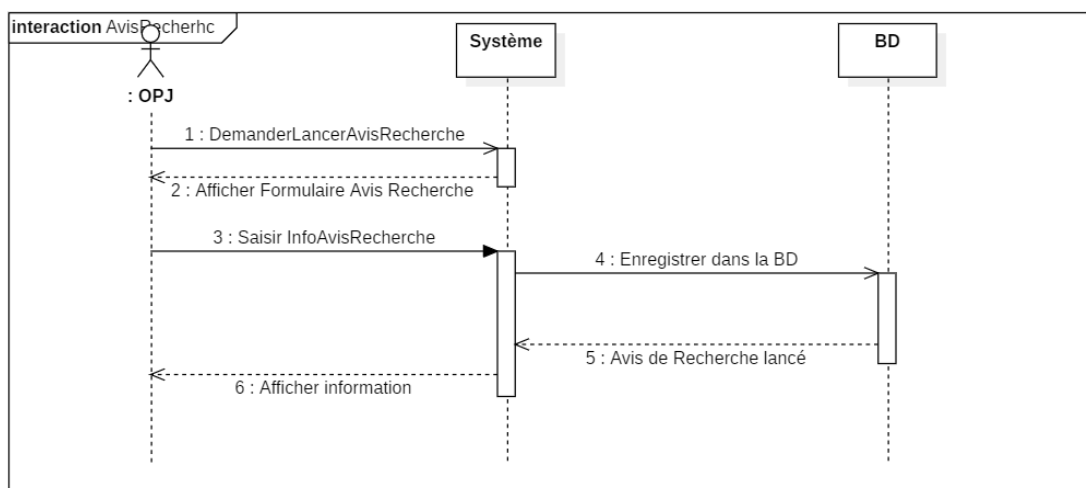 interaction AvisRecherhc
Système
BD
: OPJ
1 : DemanderLancerAvisRecherche
2 : Afficher Formulaire Avis Recherche
3 : Saisir InfoAvisRecherche
4 : Enregistrer dans la BD
5 : Avis de Recherche lancé
6 : Afficher information